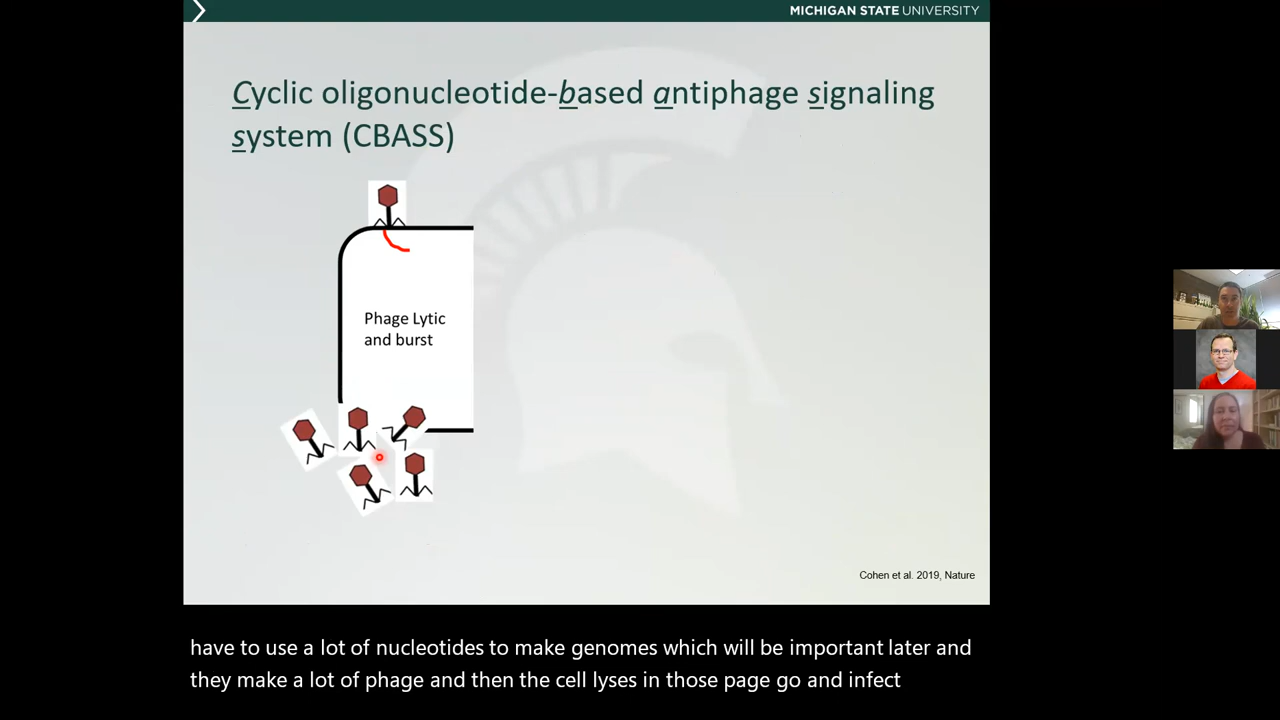 MICHIGAN STATE UNIVERSITY
Cyclic oligonucleotide-based antiphage signaling
system (CBASS)
Phage Lytic
and burst
Cohen et al. 2019, Nature
have to use a lot of nucleotides to make genomes which will be important later and
they make a lot of phage and then the cell lyses in those page go and infect